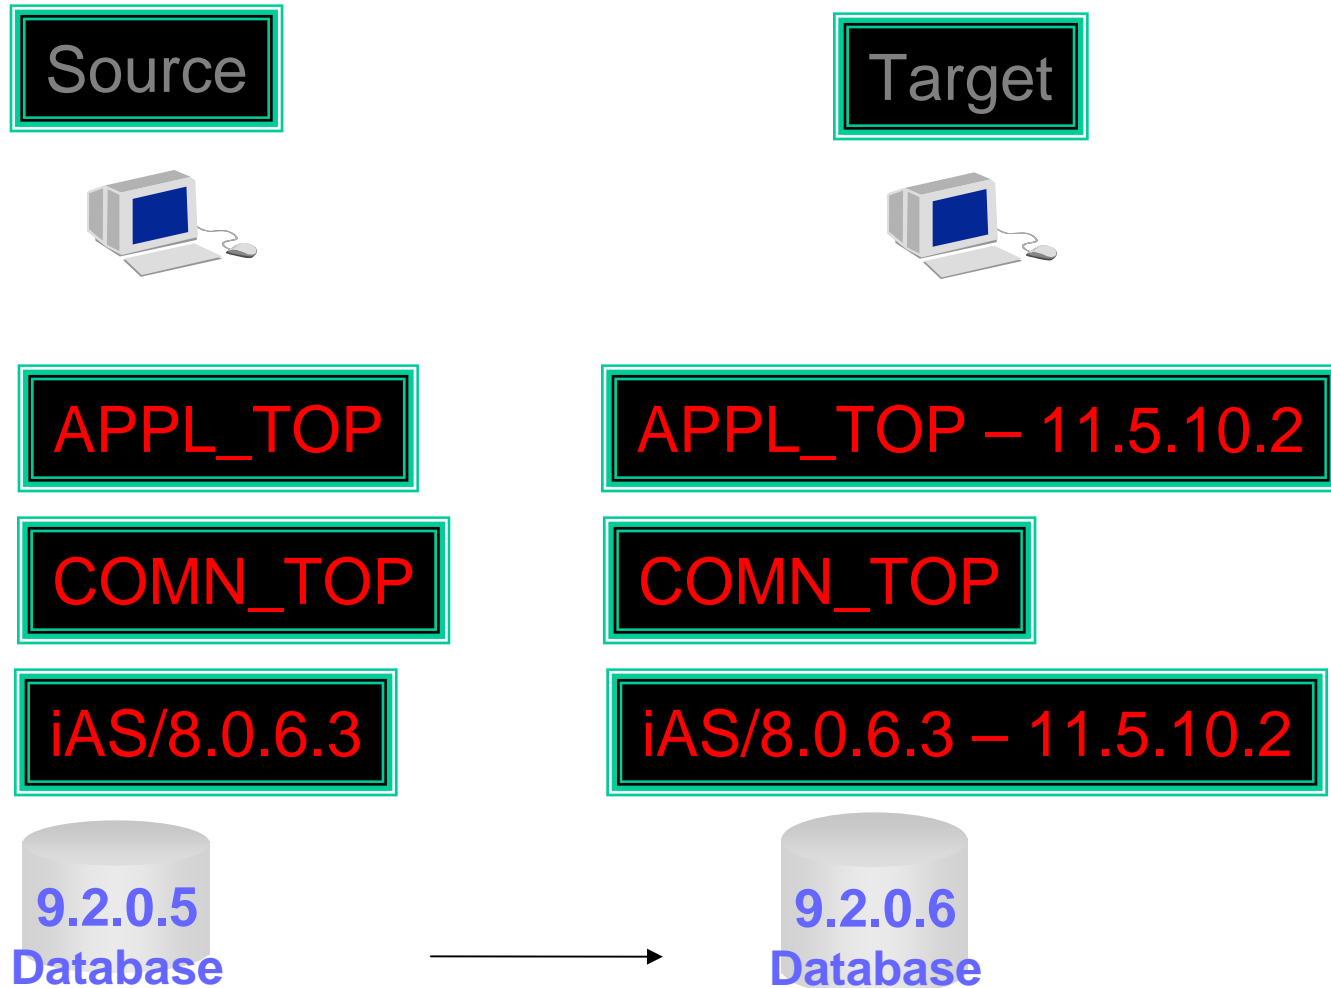 Source
Target
APPL_TOP
APPL_TOP – 11.5.10.2
COMN_TOP
COMN_TOP
iAS/8.0.6.3
iAS/8.0.6.3 – 11.5.10.2
9.2.0.5
Database
9.2.0.6
Database